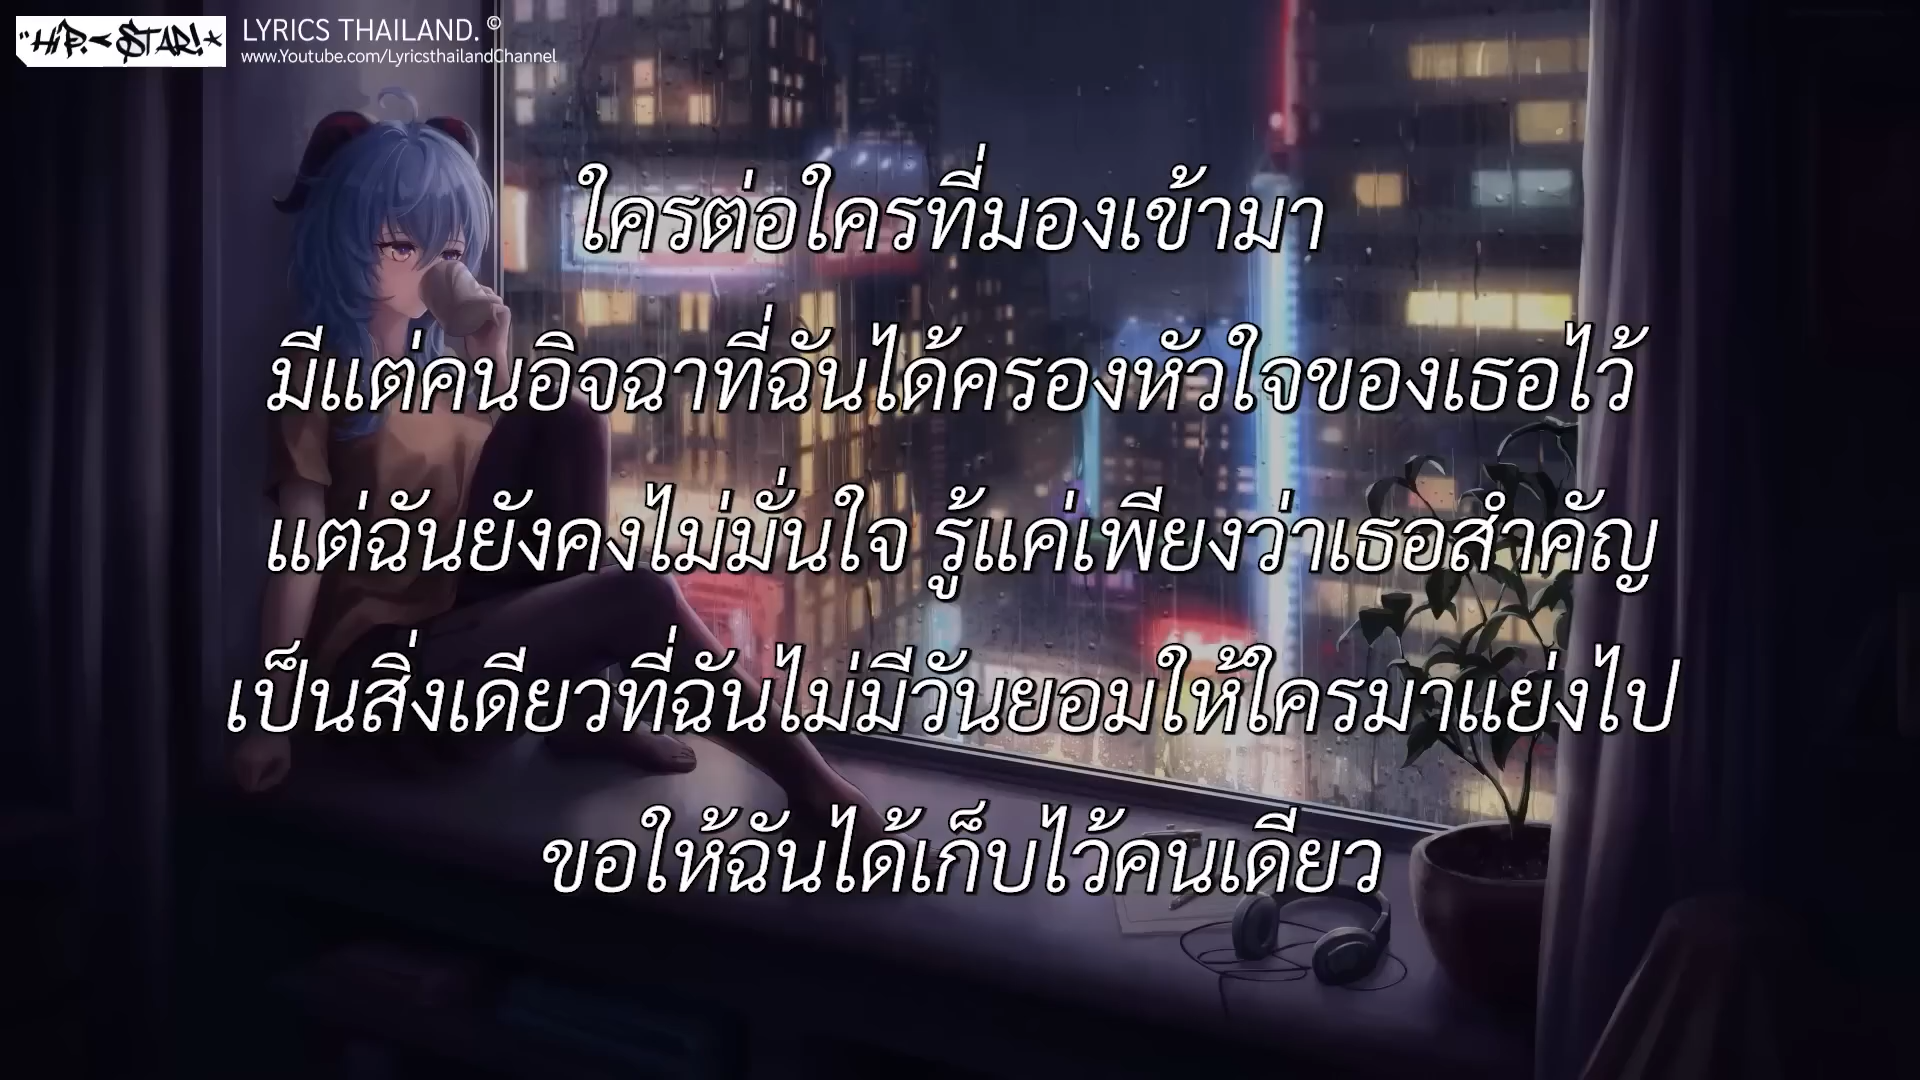 "HiP.<STAR!★
LYRICS THAILAND.©
www.Youtube.com/LyricsthailandChannel
ใครต่อใครที่มองเข้ามา
มีแต่คนอิจฉาที่ฉันได้ครองหัวใจของเธอไว้
แต่ฉันยังคงไม่มั่นใจ รู้แค่เพียงว่าเธอสำคัญ
เป็นสิ่งเดียวที่ฉันไม่มีวันยอมให้ใครมาแย่งไป
ขอให้ฉันได้เก็บไว้คนเดียว